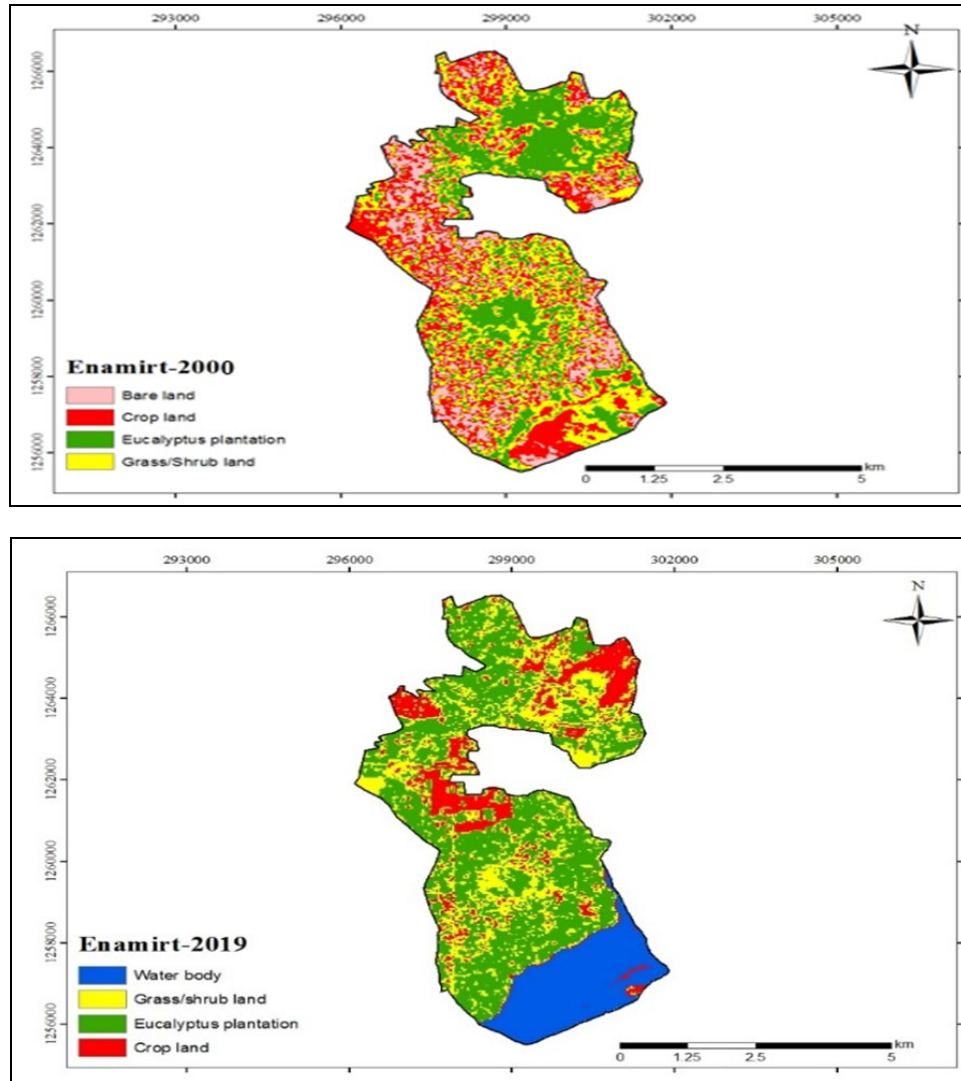 293000 296000 299000 302000 305000
N
1266000
1264000
1262000
1260000
1258000
1256000
Enamirt-2000
Bare land
Crop land
Eucalyptus plantation
Grass/Shrub land
km
0 1.25 2.5 5
293000 296000 299000 302000 305000
N
1266000
1264000
1262000
1260000
1258000
1256000
Enamirt-2019
Water body
Grass/shrub land
Eucalyptus plantation
Crop land
km
0 1.25 2.5 5